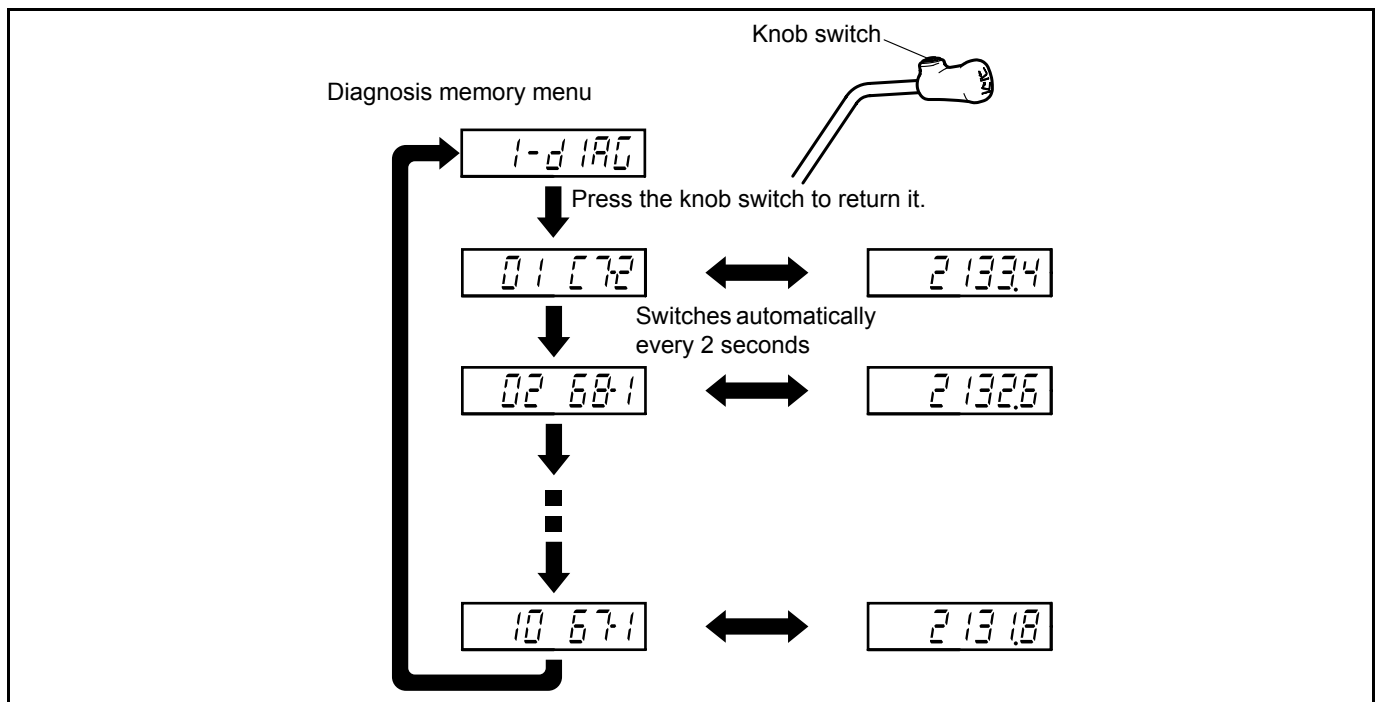 Knob switch
Diagnosis memory menu
1-dIAG
Press the knob switch to return it.
01 C7-2
2133.4
Switches automatically
every 2 seconds
02 68-1
2132.6
10 67-1
2131.8